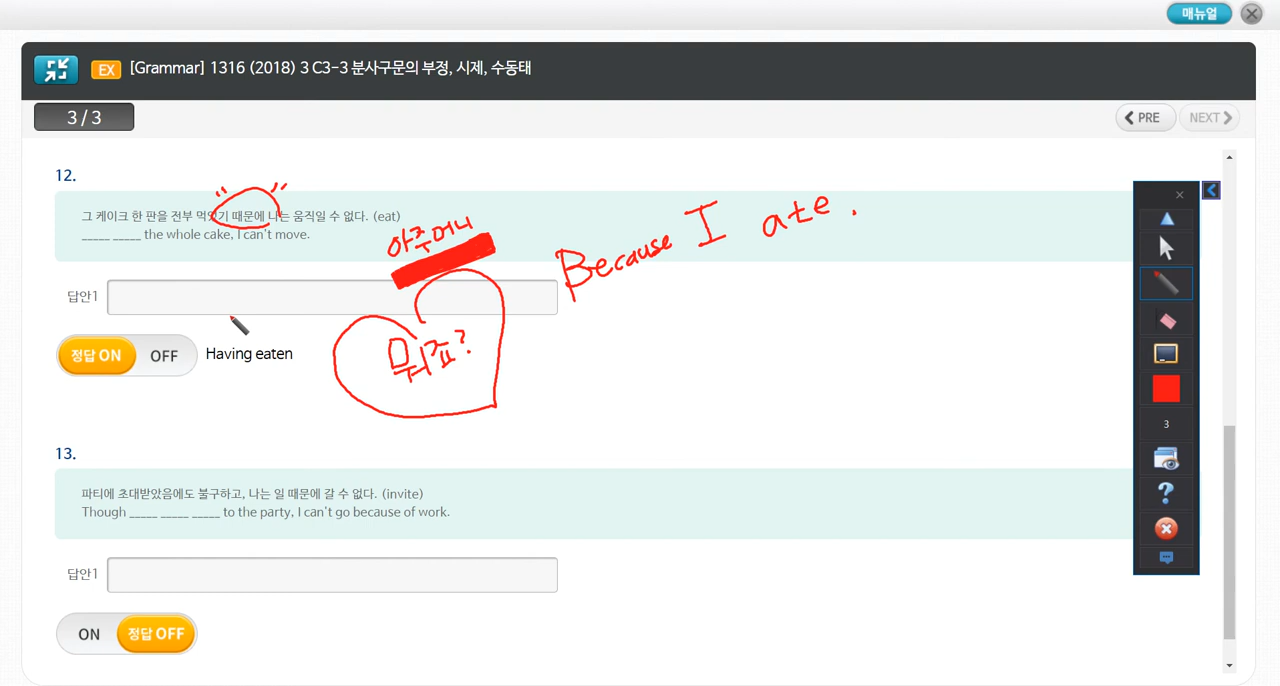 매뉴얼
EX [Grammar] 1316 (2018) 3 C3-3 분사구문의 부정, 시제, 수동태
3 / 3
PRE
NEXT
12.
그 케이크 한 판을 전부 먹었기 때문에 나는 움직일 수 없다. (eat)
_____ _____ the whole cake, I can't move.
아주머니
Because I ate.
답안1
정답 ON OFF Having eaten
뭐죠?
13.
파티에 초대받았음에도 불구하고, 나는 일 때문에 갈 수 없다. (invite)
Though _____ _____ _____ to the party, I can't go because of work.
답안1
ON 정답 OFF
3